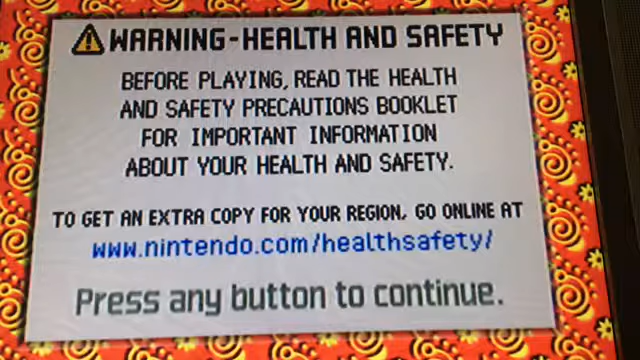 WARNING-HEALTH AND SAFETY
BEFORE PLAYING, READ THE HEALTH
AND SAFETY PRECAUTIONS BOOKLET
FOR IMPORTANT INFORMATION
ABOUT YOUR HEALTH AND SAFETY.
TO GET AN EXTRA COPY FOR YOUR REGION, GO ONLINE AT
www.nintendo.com/healthsafety/
Press any button to continue.